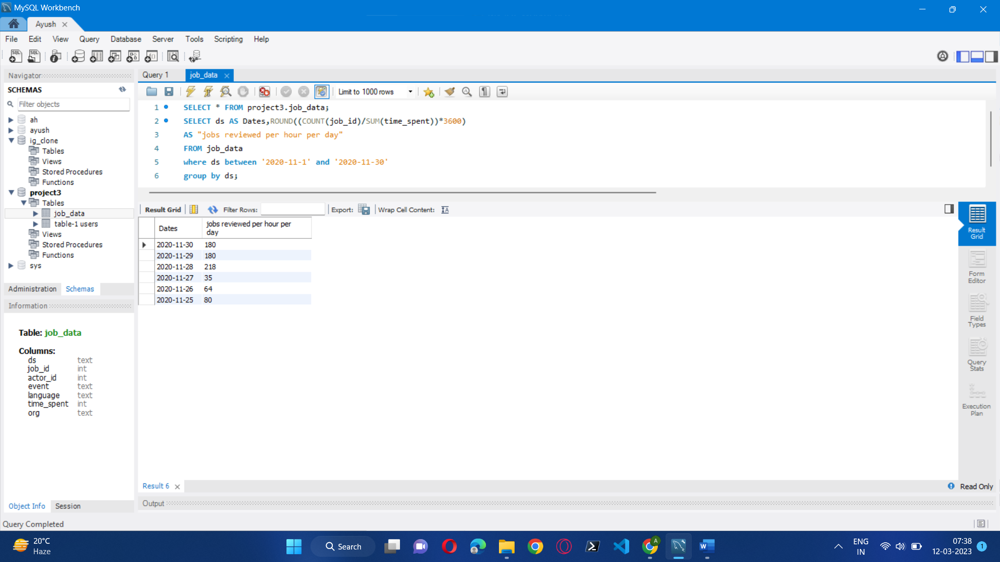 MySQL Workbench
Ayush
File Edit View Query Database Server Tools Scripting Help
Navigator
SCHEMAS
Filter objects
ah
ayush
ig_clone
Tables
Views
Stored Procedures
Functions
project3
Tables
job_data
table-1 users
Views
Stored Procedures
Functions
sys
Administration Schemas
Information
Table: job_data
Columns:
ds text
job_id int
actor_id int
event text
language text
time_spent int
org text
Object Info Session
Query 1 job_data
Limit to 1000 rows
1 SELECT * FROM project3.job_data;
2 SELECT ds AS Dates,ROUND((COUNT(job_id)/SUM(time_spent))*3600)
3 AS "jobs reviewed per hour per day"
4 FROM job_data
5 where ds between '2020-11-1' and '2020-11-30'
6 group by ds;
Result Grid Filter Rows: Export: Wrap Cell Content:
Dates jobs reviewed per hour per
day
2020-11-30 180
2020-11-29 180
2020-11-28 218
2020-11-27 35
2020-11-26 64
2020-11-25 80
Result
Grid
Form
Editor
Field
Types
Query
Stats
Execution
Plan
Result 6 Read Only
Output
Query Completed
20°C
Haze
Search
ENG
IN
07:38
12-03-2023
1